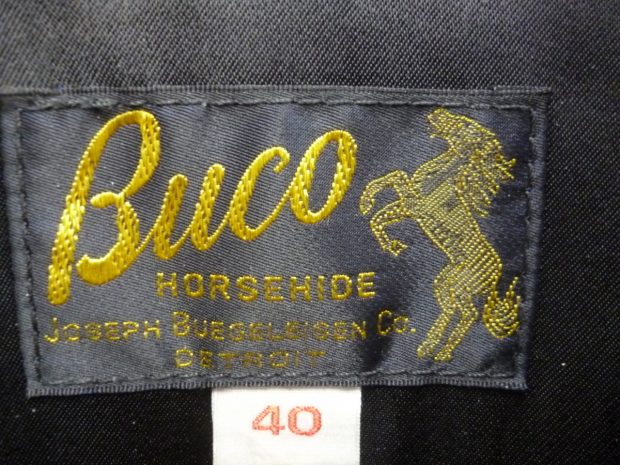 Buco
HORSEHIDE
JOSEPH BUEGELEISEN CO.
DETROIT
40